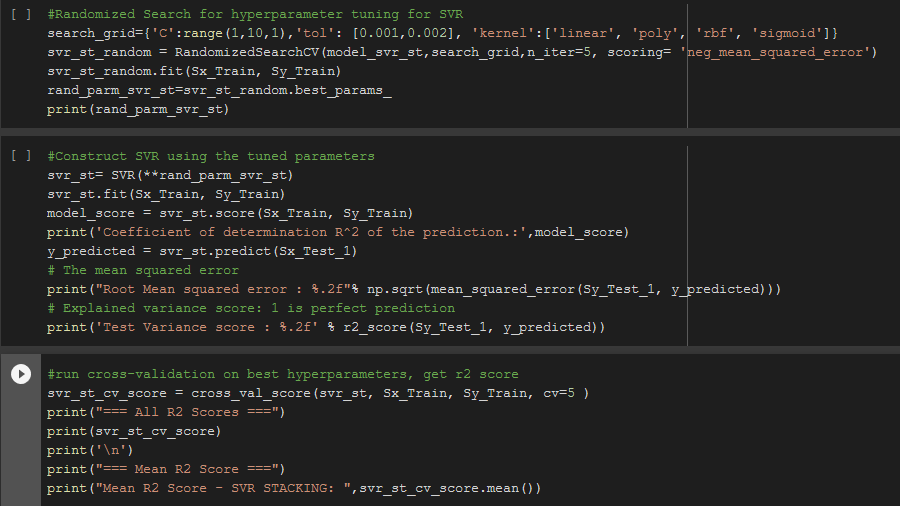 [ ] #Randomized Search for hyperparameter tuning for SVR
search_grid={'C':range(1,10,1),'tol': [0.001,0.002], 'kernel':['linear', 'poly', 'rbf', 'sigmoid']}
svr_st_random = RandomizedSearchCV(model_svr_st,search_grid,n_iter=5, scoring= 'neg_mean_squared_error')
svr_st_random.fit(Sx_Train, Sy_Train)
rand_parm_svr_st=svr_st_random.best_params_
print(rand_parm_svr_st)
[ ] #Construct SVR using the tuned parameters
svr_st= SVR(**rand_parm_svr_st)
svr_st.fit(Sx_Train, Sy_Train)
model_score = svr_st.score(Sx_Train, Sy_Train)
print('Coefficient of determination R^2 of the prediction.:',model_score)
y_predicted = svr_st.predict(Sx_Test_1)
# The mean squared error
print("Root Mean squared error : %.2f"% np.sqrt(mean_squared_error(Sy_Test_1, y_predicted)))
# Explained variance score: 1 is perfect prediction
print('Test Variance score : %.2f' % r2_score(Sy_Test_1, y_predicted))
#run cross-validation on best hyperparameters, get r2 score
svr_st_cv_score = cross_val_score(svr_st, Sx_Train, Sy_Train, cv=5 )
print("=== All R2 Scores ===")
print(svr_st_cv_score)
print('\n')
print("=== Mean R2 Score ===")
print("Mean R2 Score - SVR STACKING: ",svr_st_cv_score.mean())